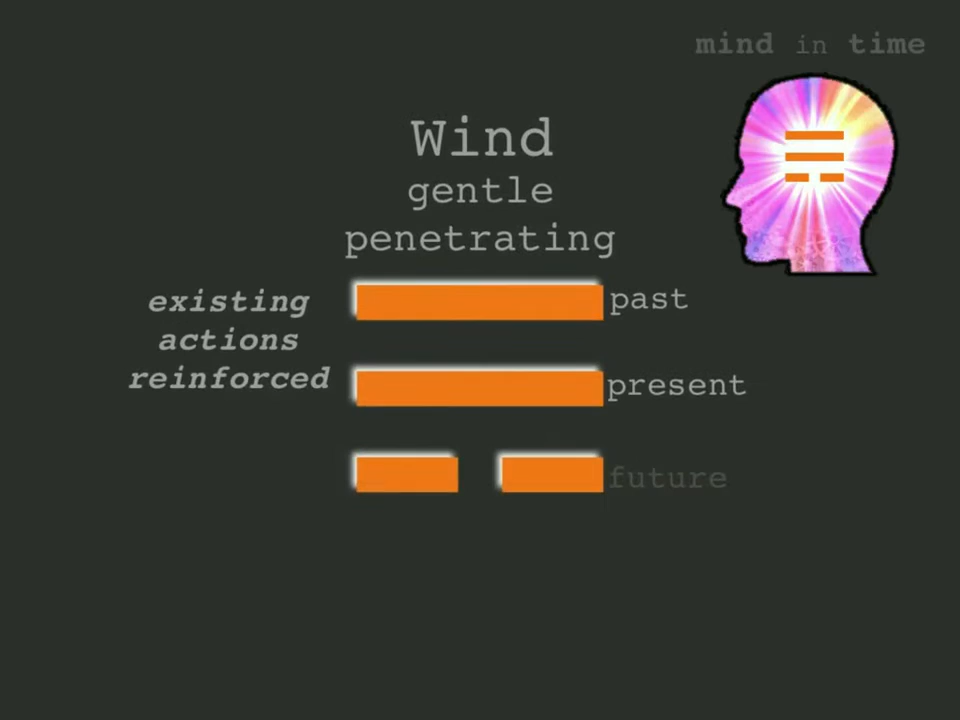 mind in time
Wind
gentle
penetrating
existing
actions
reinforced
past
present
future